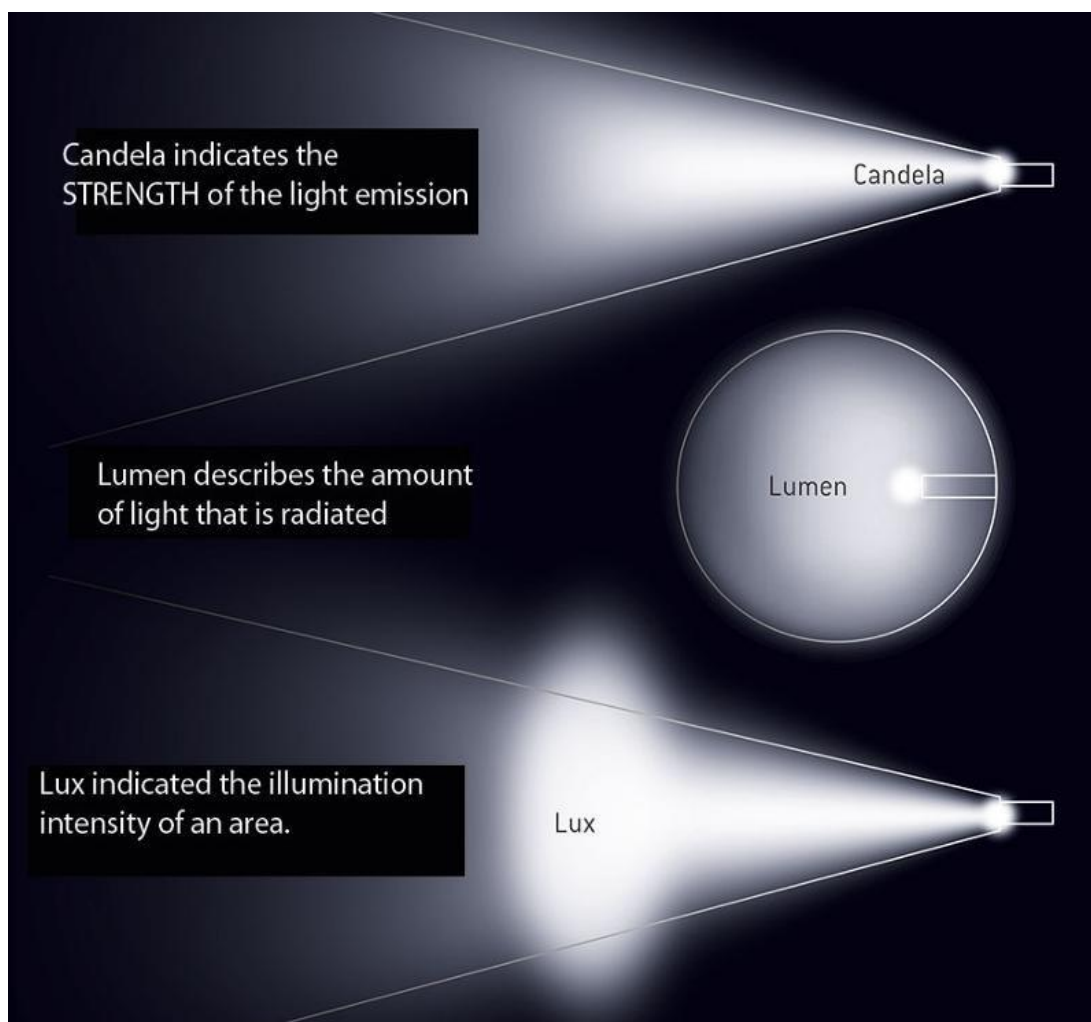 Candela indicates the
STRENGTH of the light emission
Candela
Lumen describes the amount
of light that is radiated
Lumen
Lux indicated the illumination
intensity of an area.
Lux